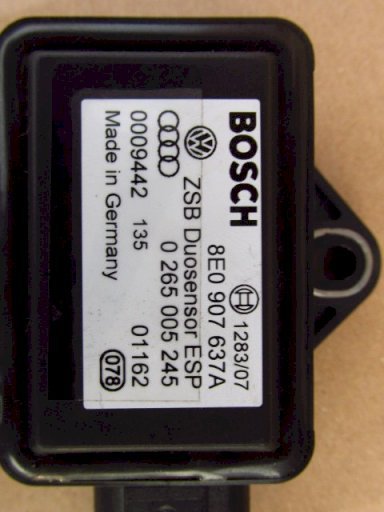 BOSCH 1283/07
8E0 907 637A
ZSB Duosensor ESP
0 265 005 245
0009442 135 01162
Made in Germany 078